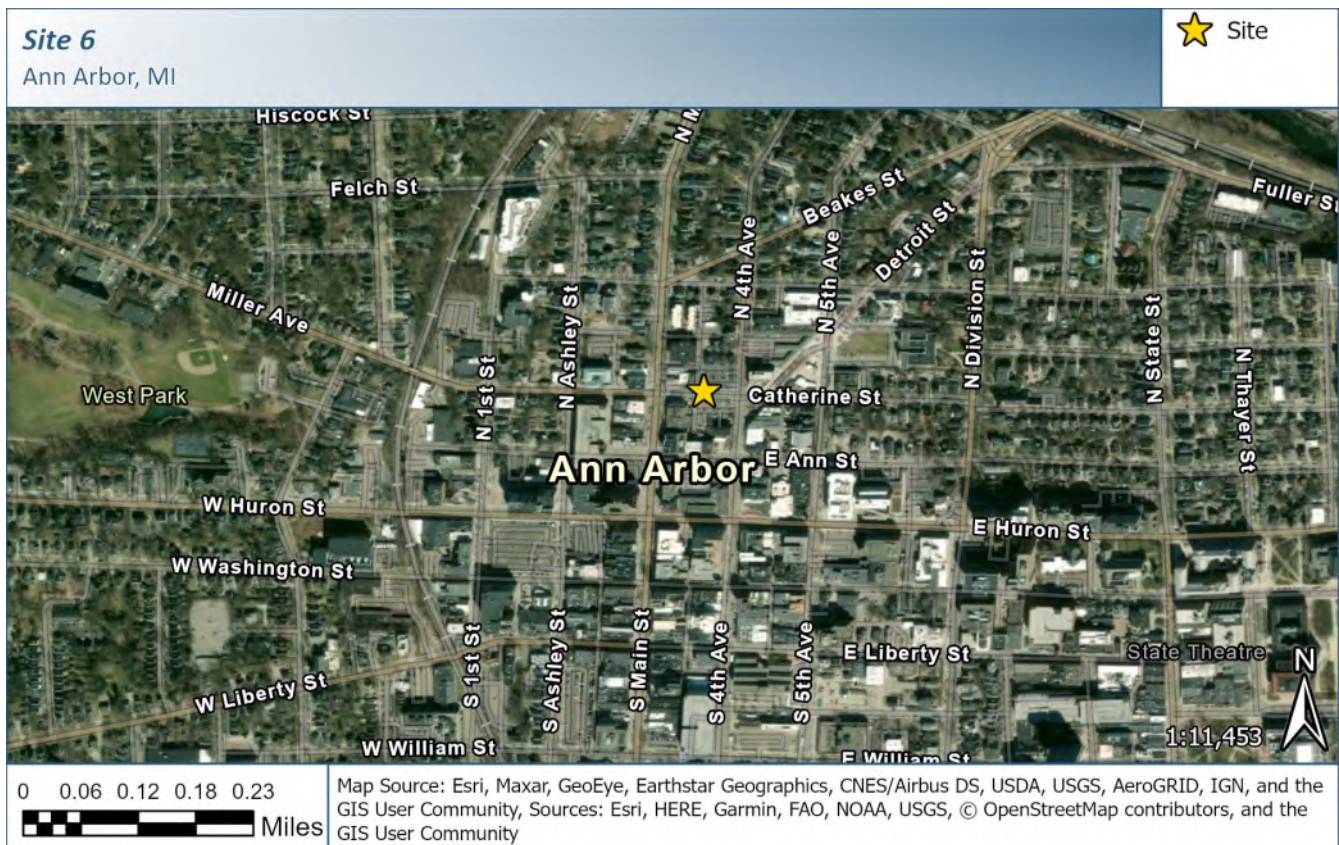 Site 6
Ann Arbor, MI
Site
Hiscock St
N M
Felch St
Beakes St
Fuller St
N 4th Ave
N 5th Ave
Detroit St
Miller Ave
N Ashley St
N Division St
N State St
N 1st St
N Thayer St
West Park
Catherine St
Ann Arbor
E Ann St
W Huron St
E Huron St
W Washington St
S 1st St
S Ashley St
S Main St
S 4th Ave
S 5th Ave
E Liberty St
State Theatre
N
W Liberty St
1:11,453
W William St
E William St
0 0.06 0.12 0.18 0.23
Miles
Map Source: Esri, Maxar, GeoEye, Earthstar Geographics, CNES/Airbus DS, USDA, USGS, AeroGRID, IGN, and the
GIS User Community, Sources: Esri, HERE, Garmin, FAO, NOAA, USGS, © OpenStreetMap contributors, and the
GIS User Community